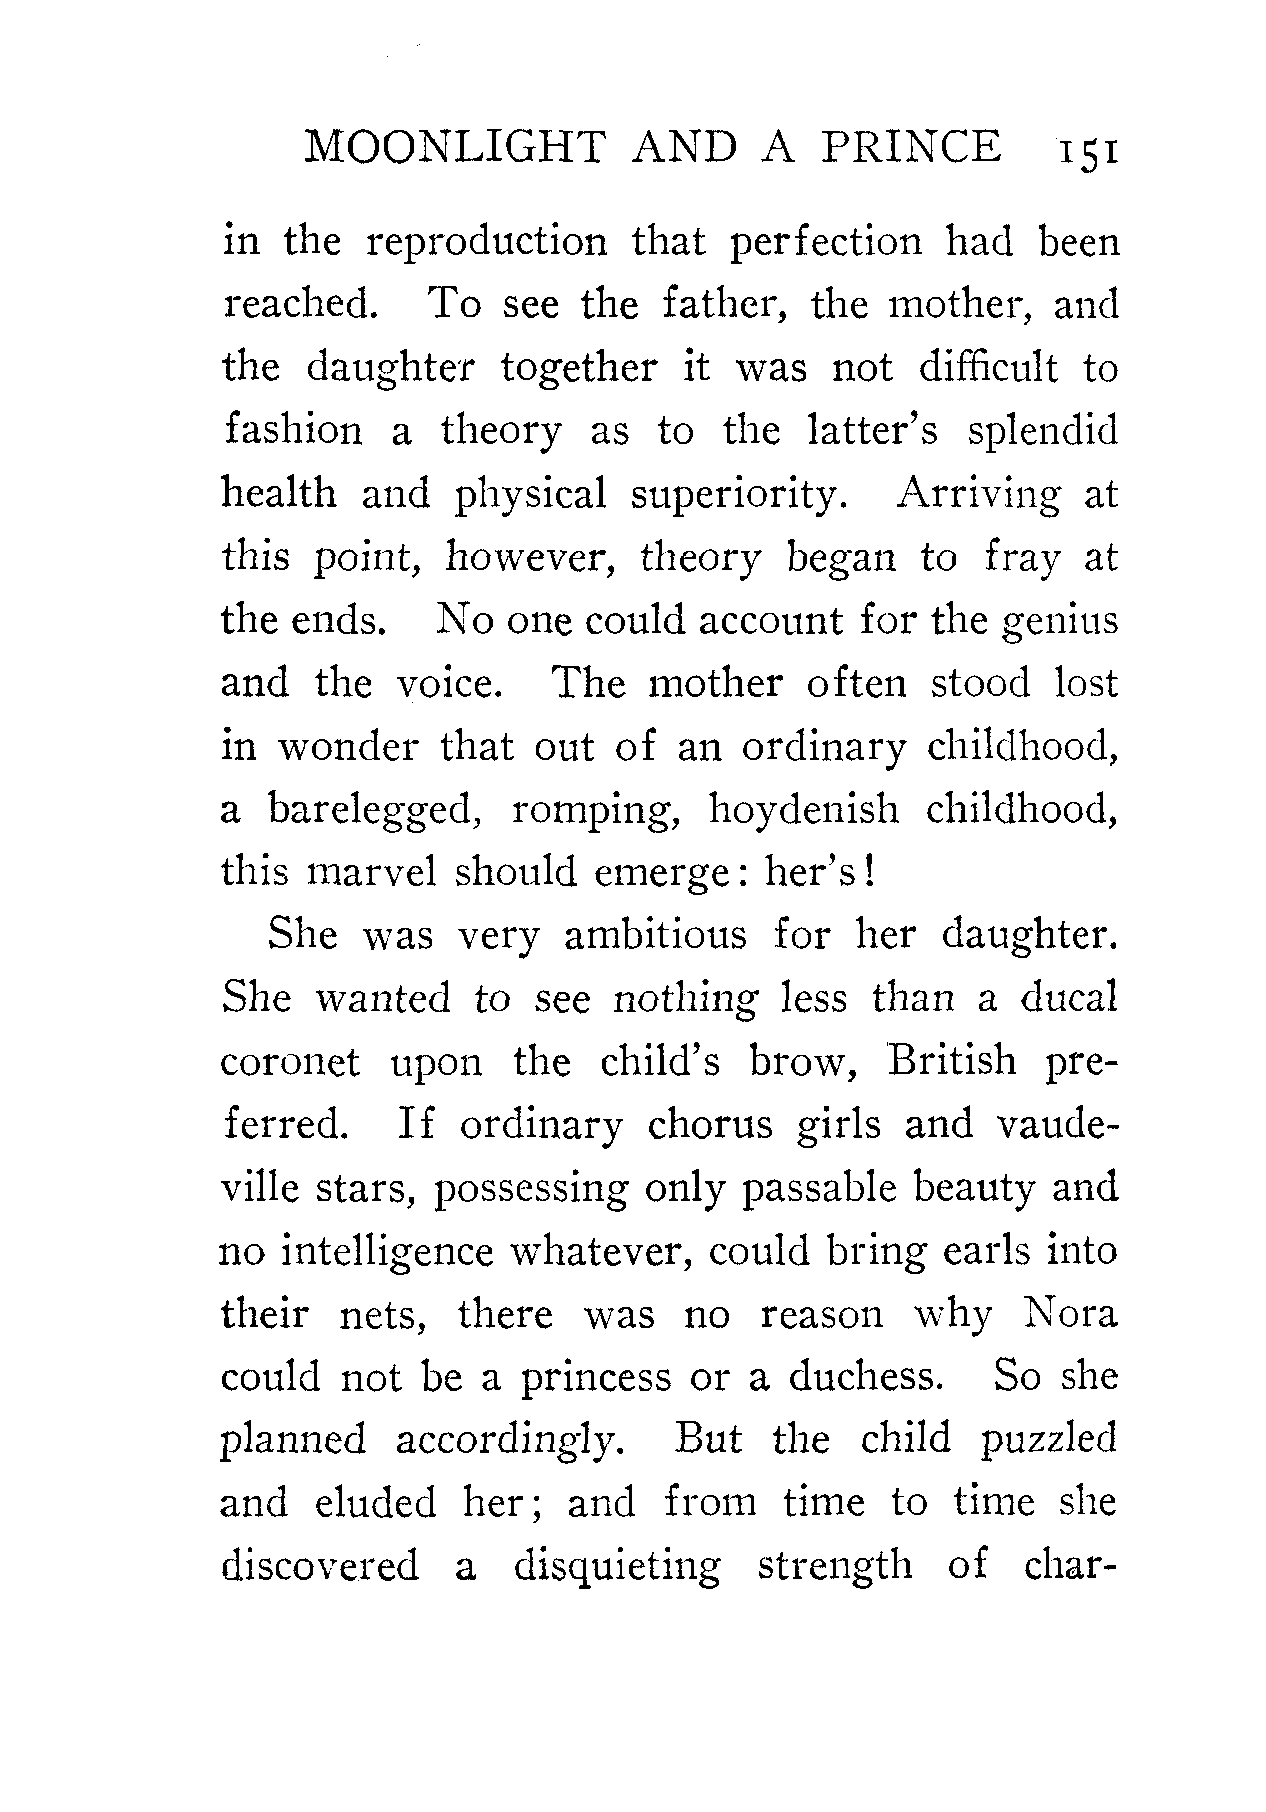 MOONLIGHT AND A PRINCE 151
in the reproduction that perfection had been
reached. To see the father, the mother, and
the daughter together it was not difficult to
fashion a theory as to the latter's splendid
health and physical superiority. Arriving at
this point, however, theory began to fray at
the ends. No one could account for the genius
and the voice. The mother often stood lost
in wonder that out of an ordinary childhood,
a barelegged, romping, hoydenish childhood,
this marvel should emerge: her's!
She was very ambitious for her daughter.
She wanted to see nothing less than a ducal
coronet upon the child's brow, British pre-
ferred. If ordinary chorus girls and vaude-
ville stars, possessing only passable beauty and
no intelligence whatever, could bring earls into
their nets, there was no reason why Nora
could not be a princess or a duchess. So she
planned accordingly. But the child puzzled
and eluded her; and from time to time she
discovered a disquieting strength of char-